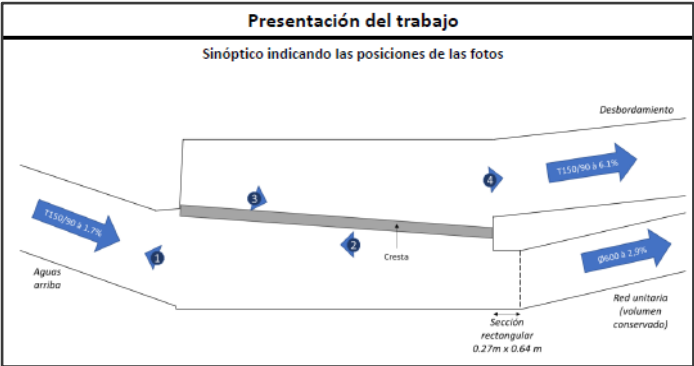 Presentación del trabajo
Sinóptico indicando las posiciones de las fotos
Desbordamiento
T150/90 à 6.1%
4
3
T150/90 à 1.7%
2
1
Cresta
Ø600 à 2,9%
Aguas
arriba
Red unitaria
(volumen
conservado)
Sección
rectangular
0.27m x 0.64 m